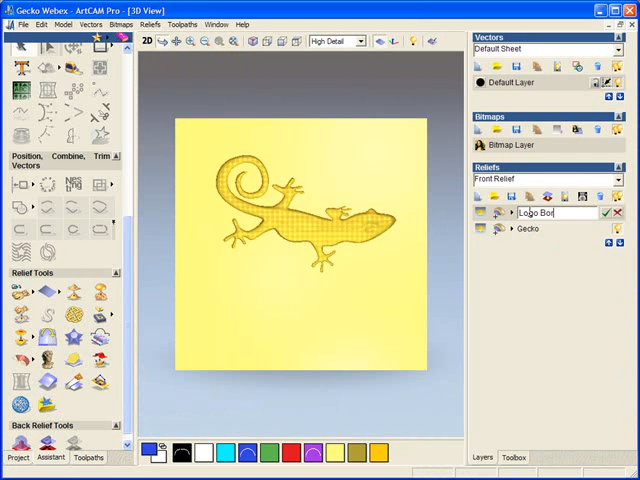 Gecko Webex - ArtCAM Pro - [3D View]
File Edit Model Vectors Bitmaps Reliefs Toolpaths Window Help
2D
High Detail
Position, Combine, Trim Vectors
Relief Tools
Back Relief Tools
Project Assistant Toolpaths
Vectors
Default Sheet
Default Layer
Bitmaps
Bitmap Layer
Reliefs
Front Relief
Logo Bor
Gecko
Layers Toolbox